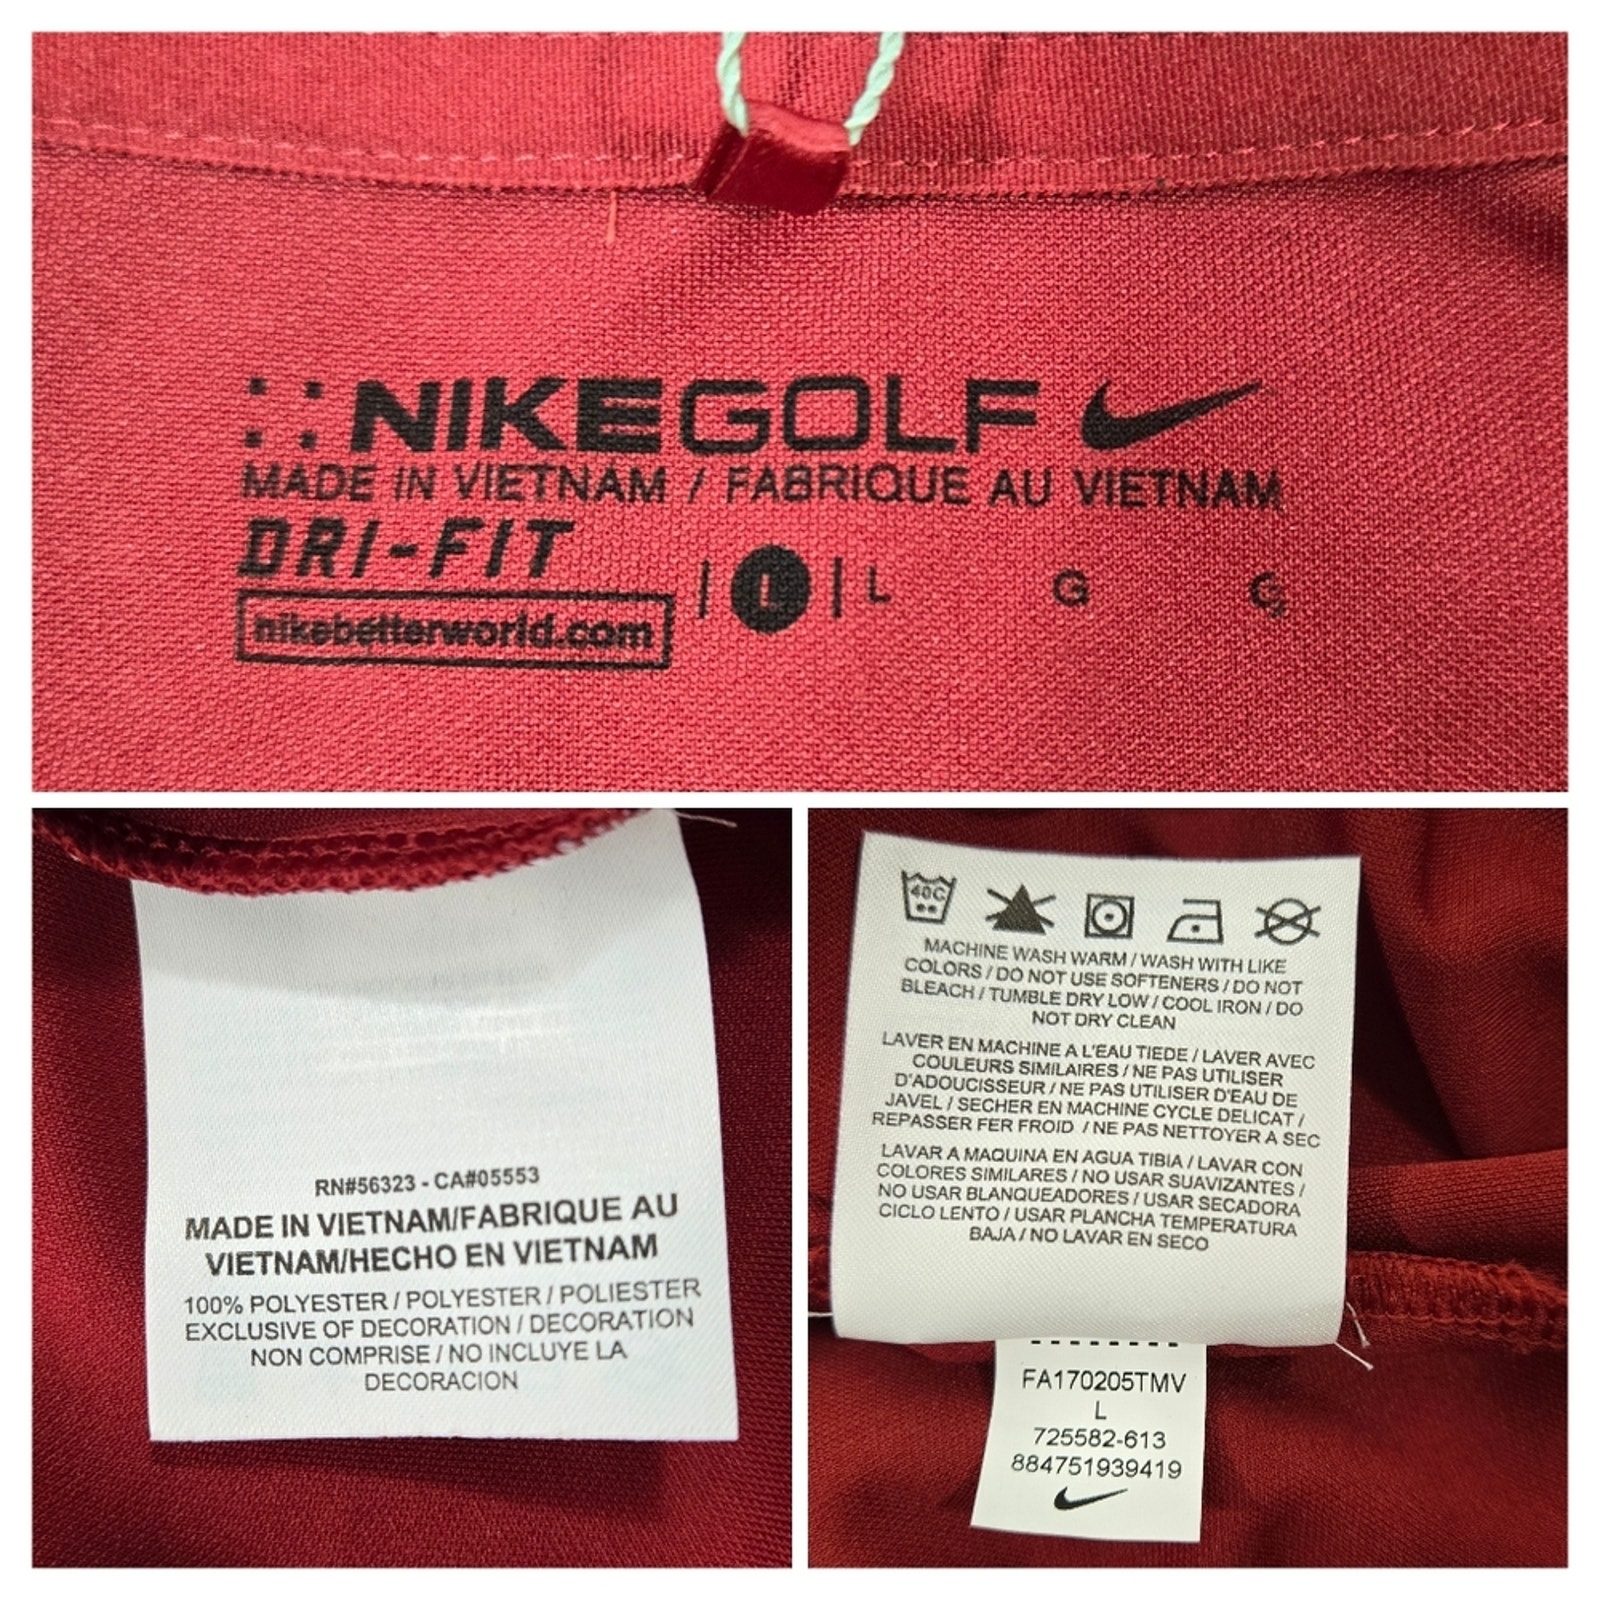 NIKEGOLF
MADE IN VIETNAM / FABRIQUE AU VIETNAM
DRI-FIT
L L G G
nikebetterworld.com
RN#56323 - CA#05553
MADE IN VIETNAM/FABRIQUE AU
VIETNAM/HECHO EN VIETNAM
100% POLYESTER / POLYESTER / POLIESTER
EXCLUSIVE OF DECORATION / DECORATION
NON COMPRISE / NO INCLUYE LA
DECORACION
40C
MACHINE WASH WARM / WASH WITH LIKE
COLORS / DO NOT USE SOFTENERS / DO NOT
BLEACH / TUMBLE DRY LOW / COOL IRON / DO
NOT DRY CLEAN
LAVER EN MACHINE A L'EAU TIEDE / LAVER AVEC
COULEURS SIMILAIRES / NE PAS UTILISER
D'ADOUCISSEUR / NE PAS UTILISER D'EAU DE
JAVEL / SECHER EN MACHINE CYCLE DELICAT /
REPASSER FER FROID / NE PAS NETTOYER A SEC
LAVAR A MAQUINA EN AGUA TIBIA / LAVAR CON
COLORES SIMILARES / NO USAR SUAVIZANTES /
NO USAR BLANQUEADORES / USAR SECADORA
CICLO LENTO / USAR PLANCHA TEMPERATURA
BAJA / NO LAVAR EN SECO
FA170205TMV
L
725582-613
884751939419